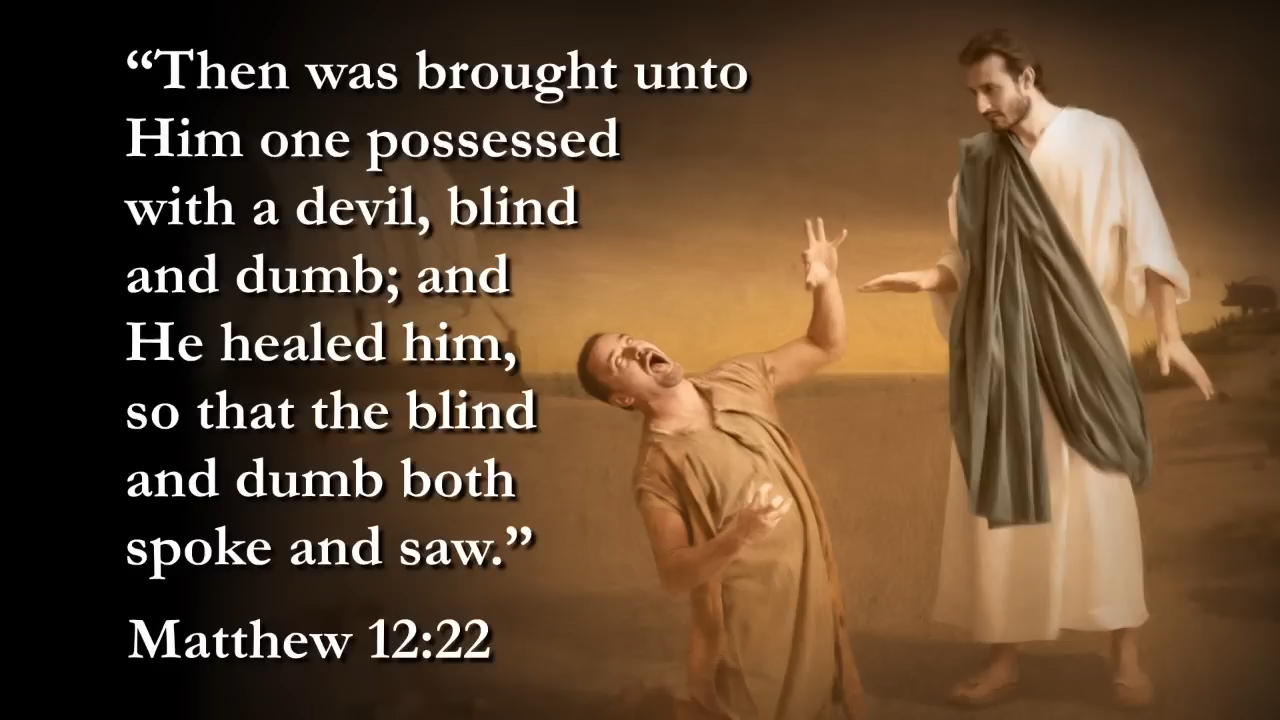 “Then was brought unto
Him one possessed
with a devil, blind
and dumb; and
He healed him,
so that the blind
and dumb both
spoke and saw.”
Matthew 12:22